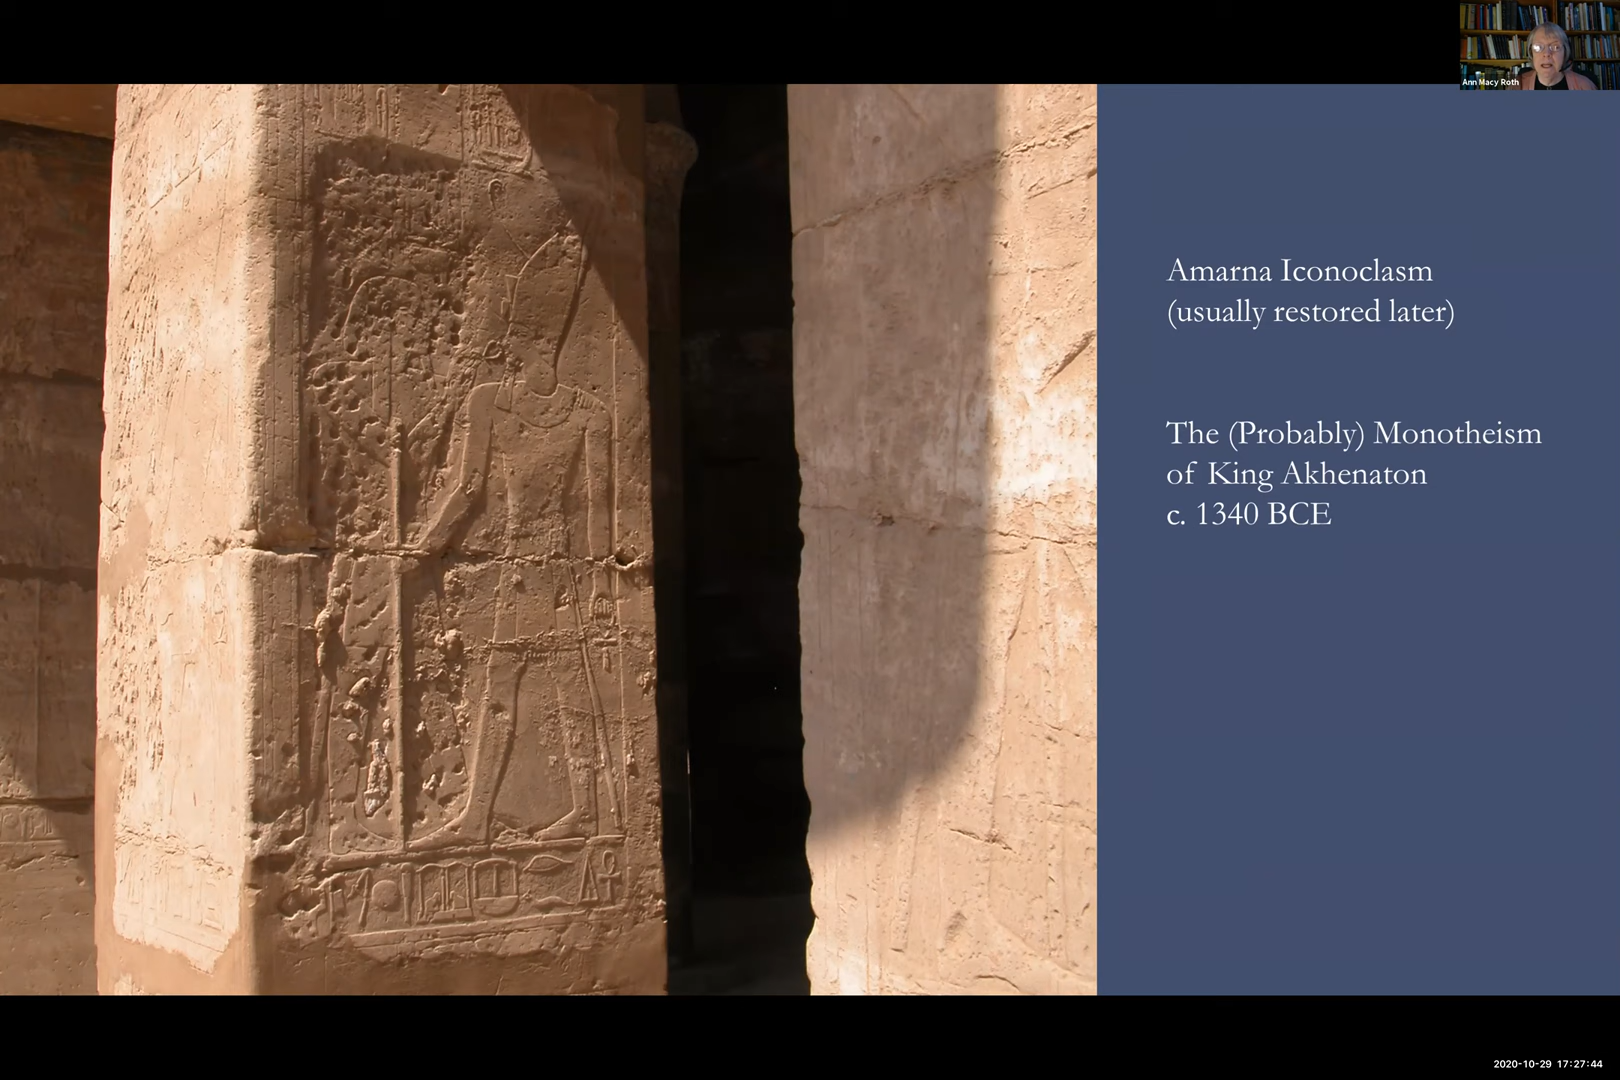 Ann Macy Roth
Amarna Iconoclasm
(usually restored later)
The (Probably) Monotheism
of King Akhenaton
c. 1340 BCE
2020-10-29 17:27:44